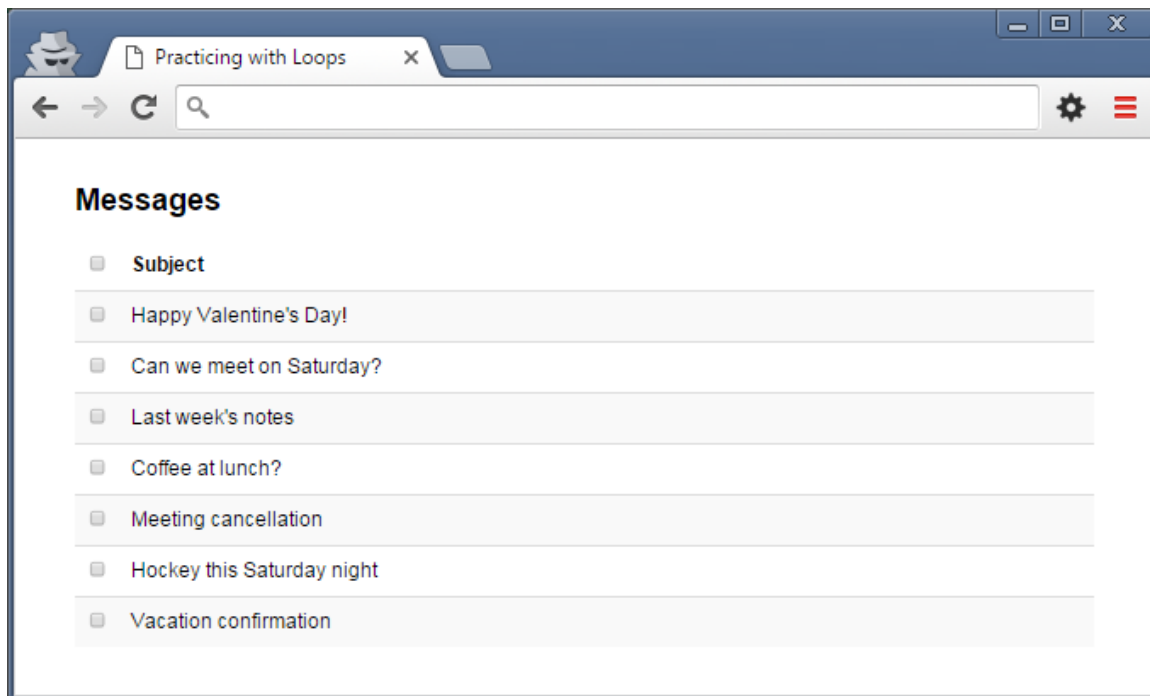 Practicing with Loops
Messages
Subject
Happy Valentine's Day!
Can we meet on Saturday?
Last week's notes
Coffee at lunch?
Meeting cancellation
Hockey this Saturday night
Vacation confirmation